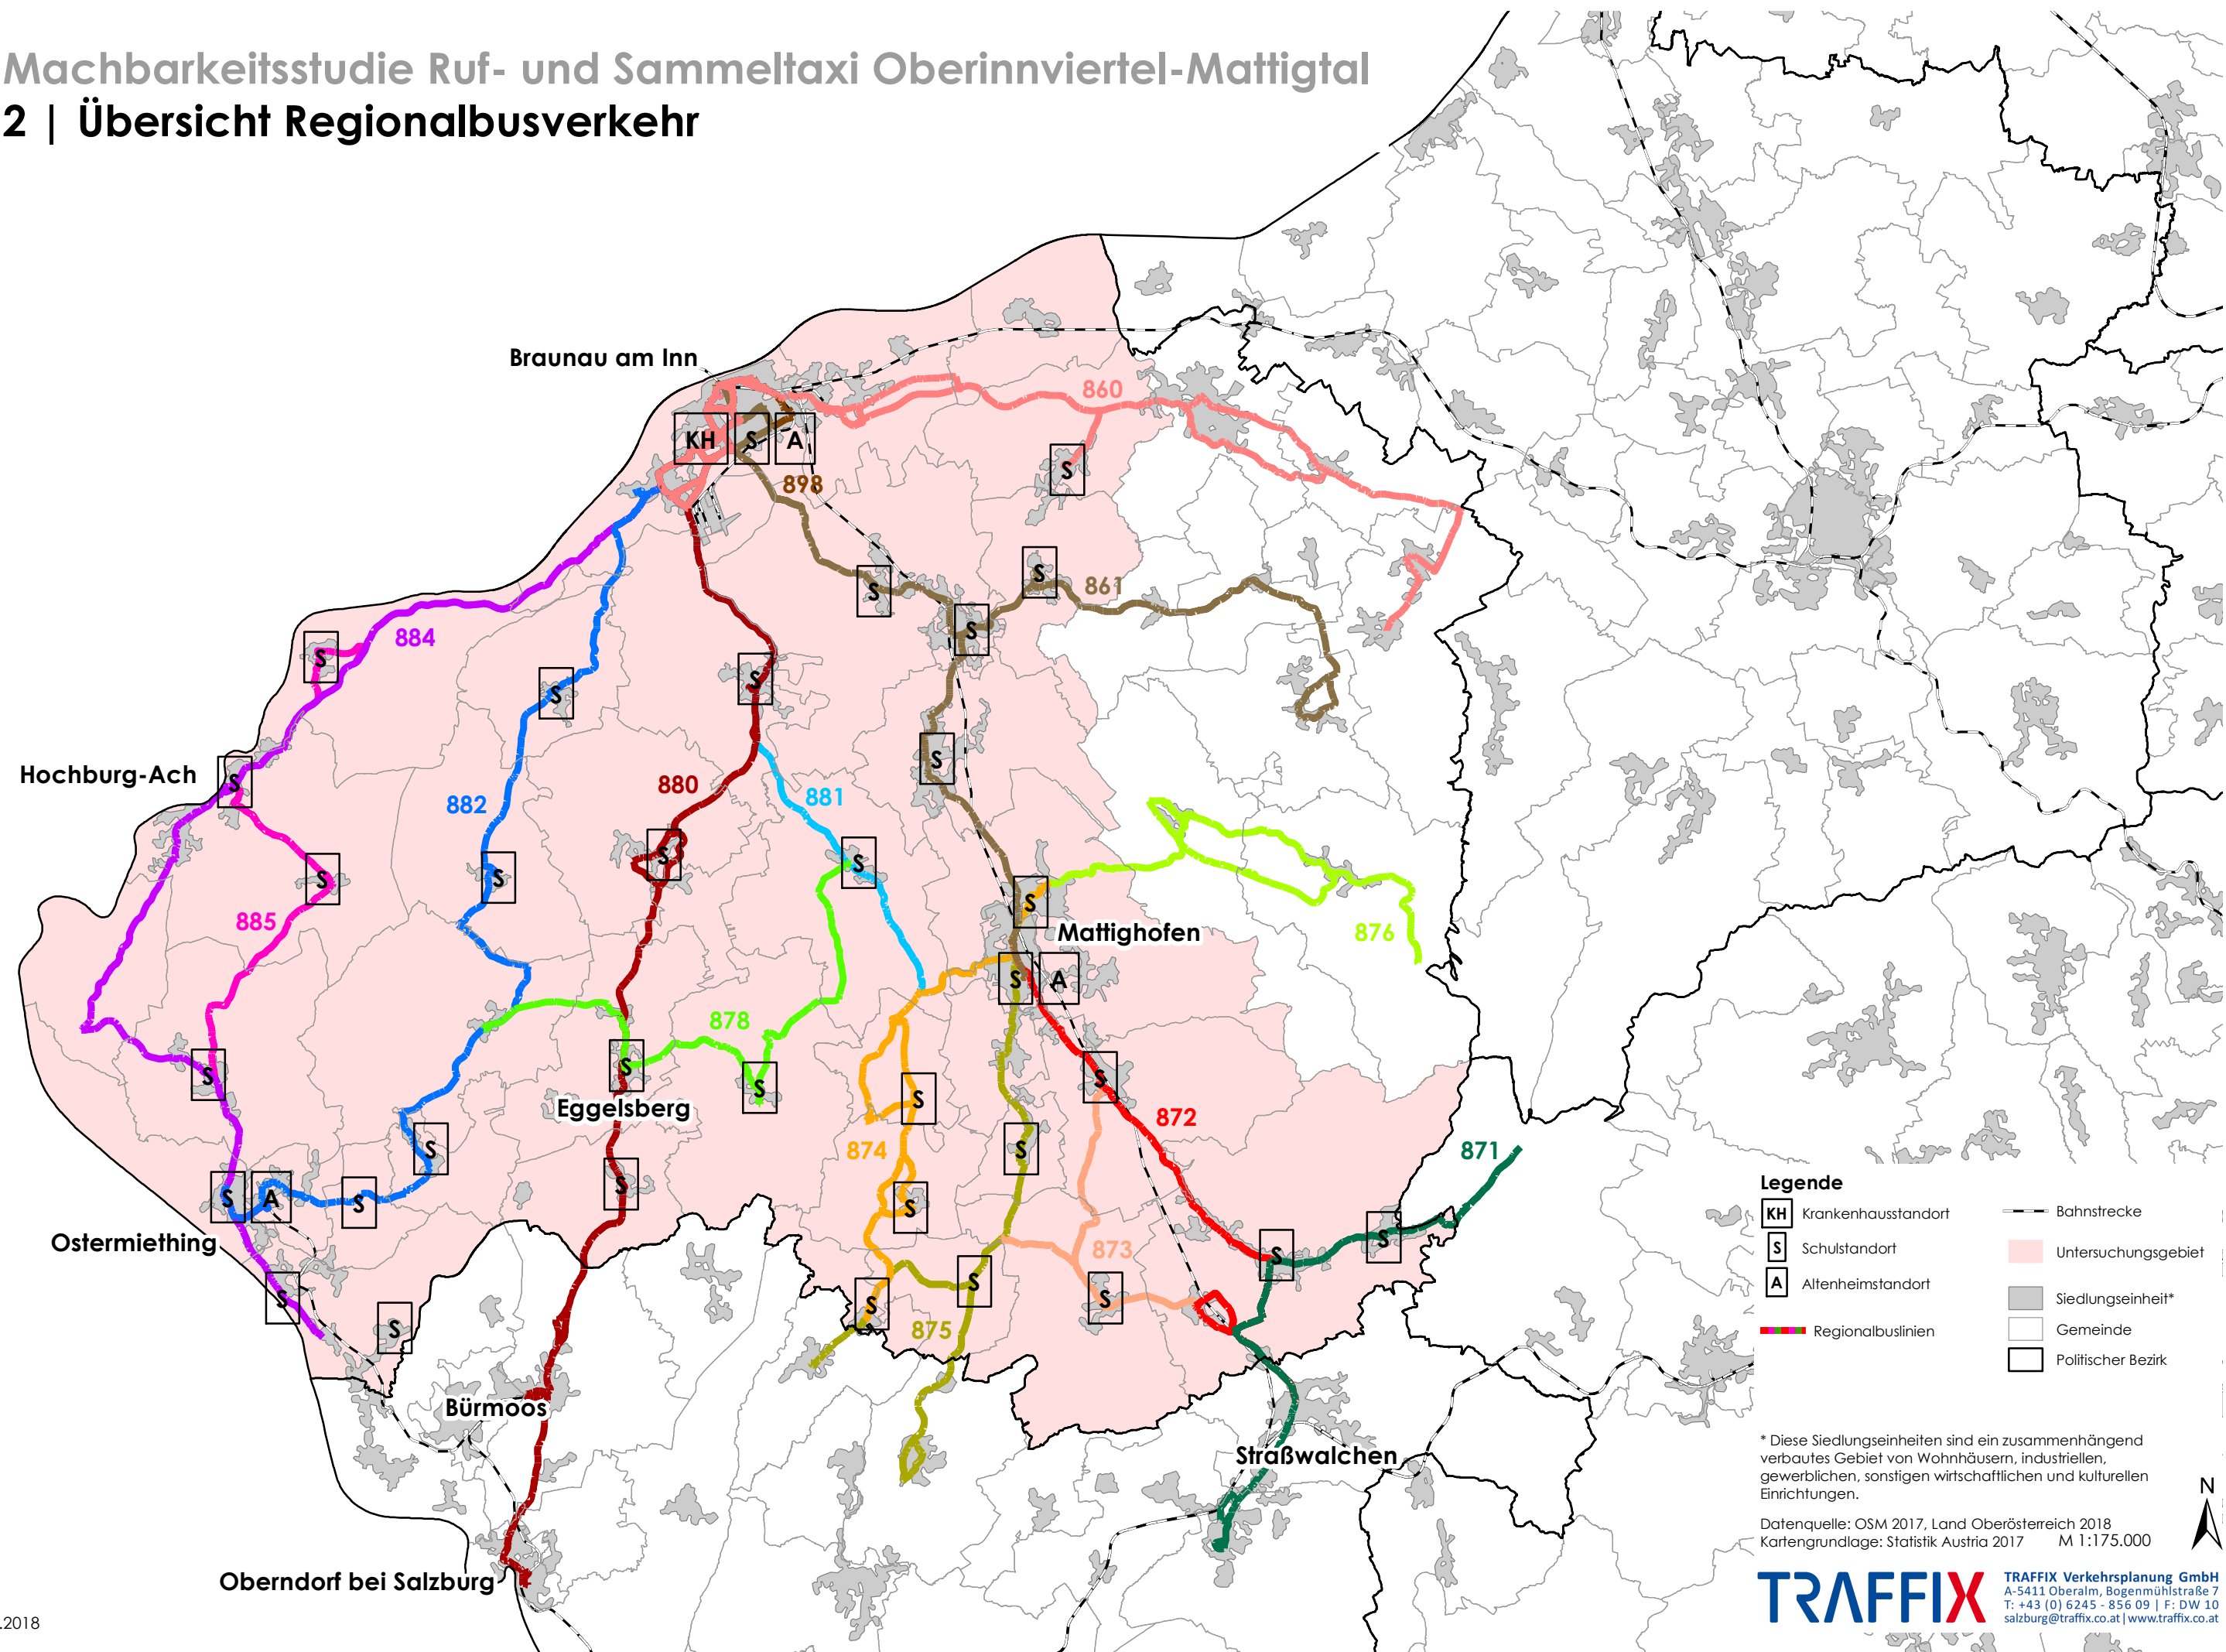 Machbarkeitsstudie Ruf- und Sammeltaxi Oberinnviertel-Mattigtal
2 | Übersicht Regionalbusverkehr
Braunau am Inn
860
KH
S
A
S
898
S
861
S
884
S
S
S
S
S
Hochburg-Ach
S
880
881
882
S
S
S
S
S
885
Mattighofen
876
S
A
878
S
S
S
S
Eggelsberg
S
872
874
S
S
871
S
A
S
S
S
Ostermiething
873
S
S
S
S
S
S
S
875
S
Bürmoos
Straßwalchen
Oberndorf bei Salzburg
.2018
Legende
KH Krankenhausstandort
S Schulstandort
A Altenheimstandort
Regionalbuslinien
Bahnstrecke
Untersuchungsgebiet
Siedlungseinheit*
Gemeinde
Politischer Bezirk
* Diese Siedlungseinheiten sind ein zusammenhängend
verbautes Gebiet von Wohnhäusern, industriellen,
gewerblichen, sonstigen wirtschaftlichen und kulturellen
Einrichtungen.
N
Datenquelle: OSM 2017, Land Oberösterreich 2018
Kartengrundlage: Statistik Austria 2017 M 1:175.000
TRAFFIX
TRAFFIX Verkehrsplanung GmbH
A-5411 Oberalm, Bogenmühlstraße 7
T: +43 (0) 6245 - 856 09 | F: DW 10
salzburg@traffix.co.at|www.traffix.co.at